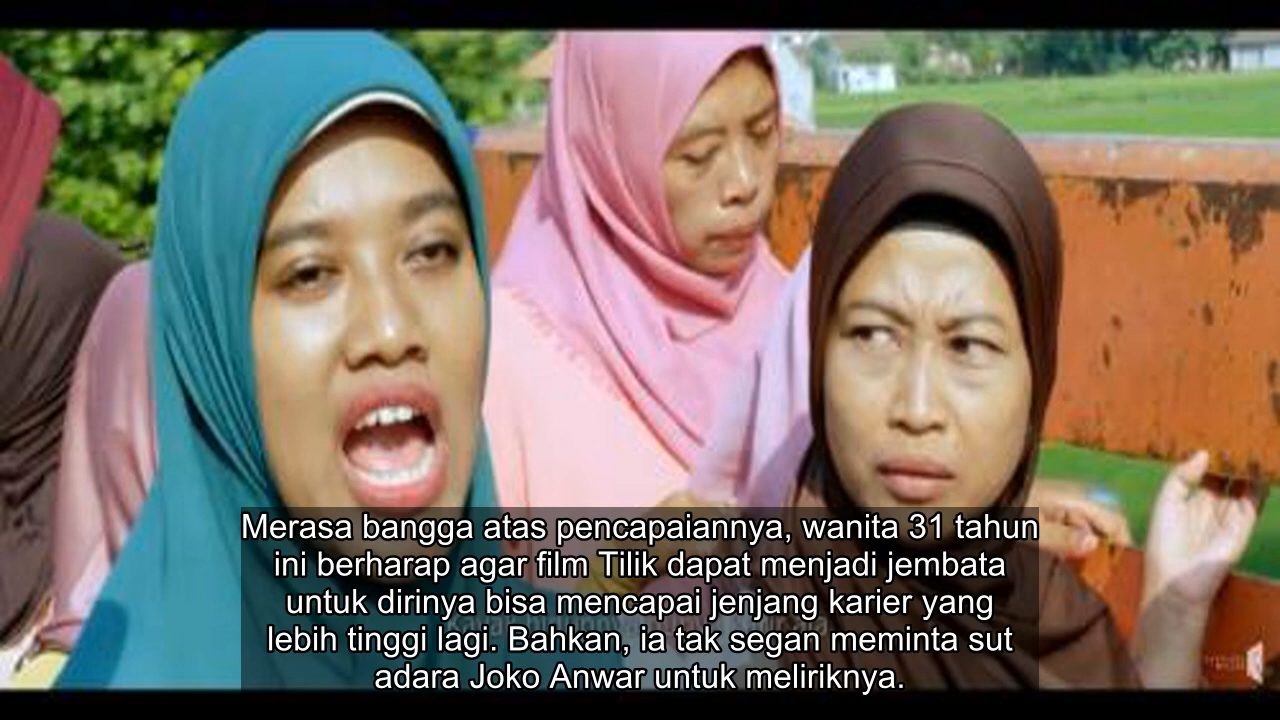 Merasa bangga atas pencapaiannya, wanita 31 tahun
ini berharap agar film Tilik dapat menjadi jembata
untuk dirinya bisa mencapai jenjang karier yang
lebih tinggi lagi. Bahkan, ia tak segan meminta sut
adara Joko Anwar untuk meliriknya.